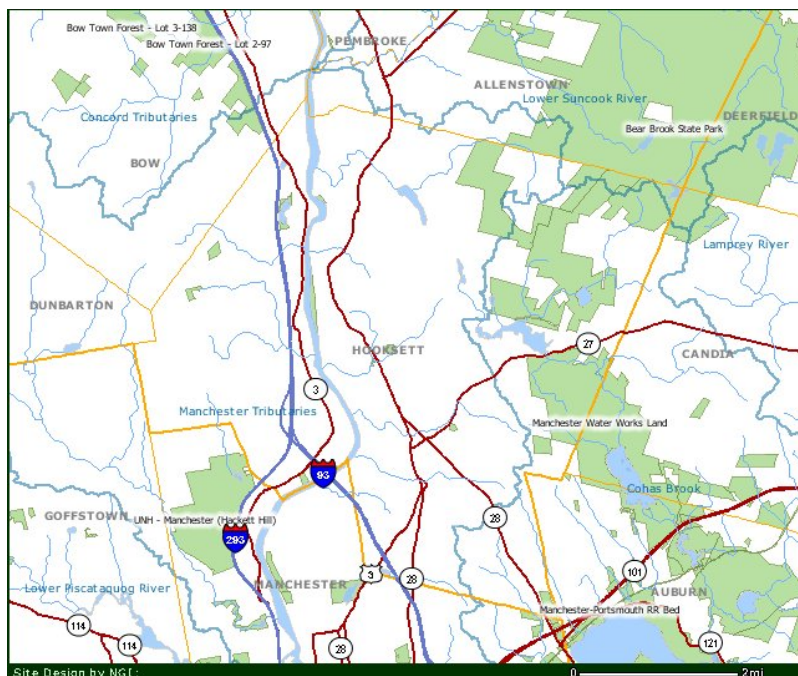 Bow Town Forest - Lot 3-138
Bow Town Forest - Lot 2-97
PEMBROKE
ALLENSTOWN
Lower Suncook River
DEERFIELD
Concord Tributaries
Bear Brook State Park
BOW
Lamprey River
DUNBARTON
27
HOOKSETT
CANDIA
3
Manchester Tributaries
Manchester Water Works Land
93
Cohas Brook
GOFFSTOWN
UNH - Manchester (Hackett Hill)
28
293
Lower Piscataquog River
MANCHESTER
3
28
101
AUBURN
Manchester-Portsmouth RR Bed
114
114
28
121
Site Design by
0
2mi